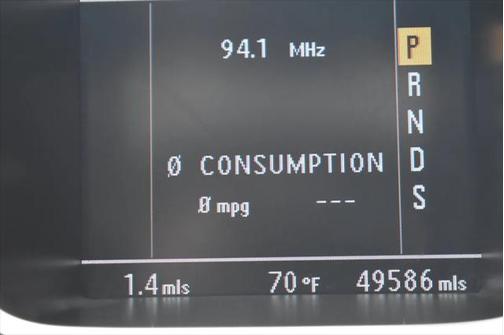 94.1 MHz
P
R
N
D
S
Ø CONSUMPTION
Ø mpg ---
1.4 mls 70 °F 49586 mls